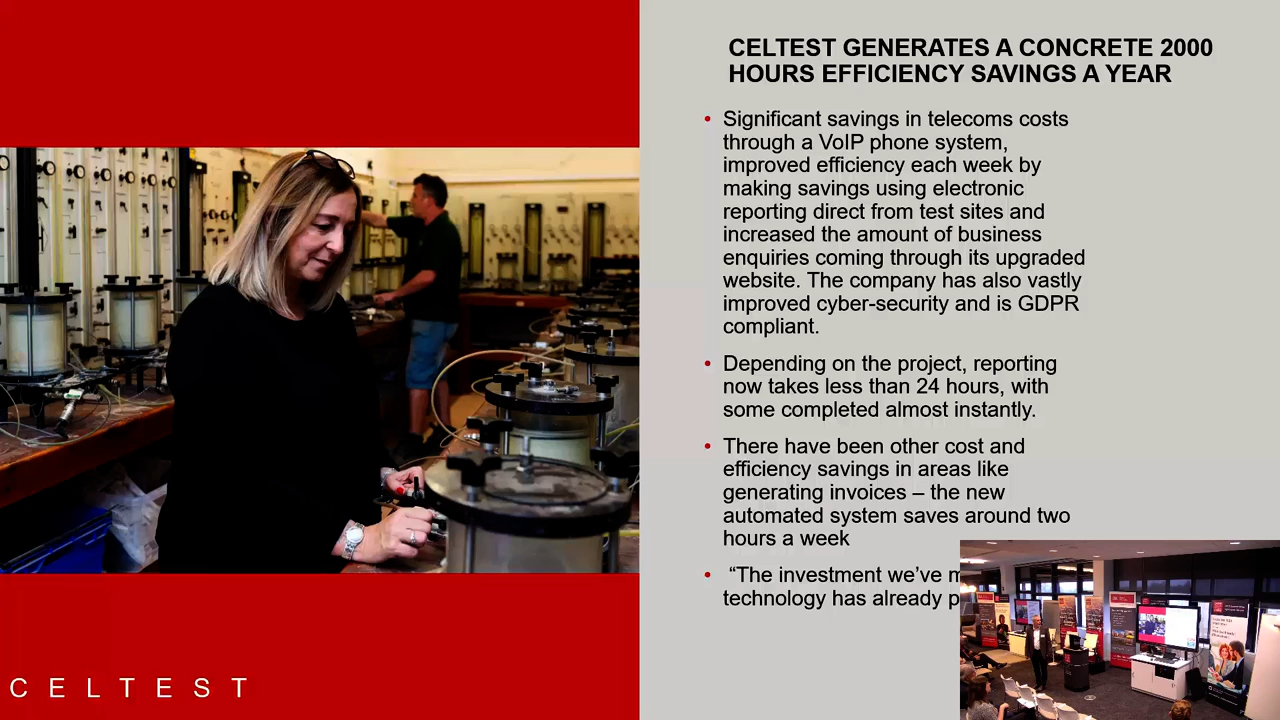 CELTEST GENERATES A CONCRETE 2000
HOURS EFFICIENCY SAVINGS A YEAR
• Significant savings in telecoms costs
through a VoIP phone system,
improved efficiency each week by
making savings using electronic
reporting direct from test sites and
increased the amount of business
enquiries coming through its upgraded
website. The company has also vastly
improved cyber-security and is GDPR
compliant.
• Depending on the project, reporting
now takes less than 24 hours, with
some completed almost instantly.
• There have been other cost and
efficiency savings in areas like
generating invoices – the new
automated system saves around two
hours a week
• “The investment we’ve
technology has already
CELTEST